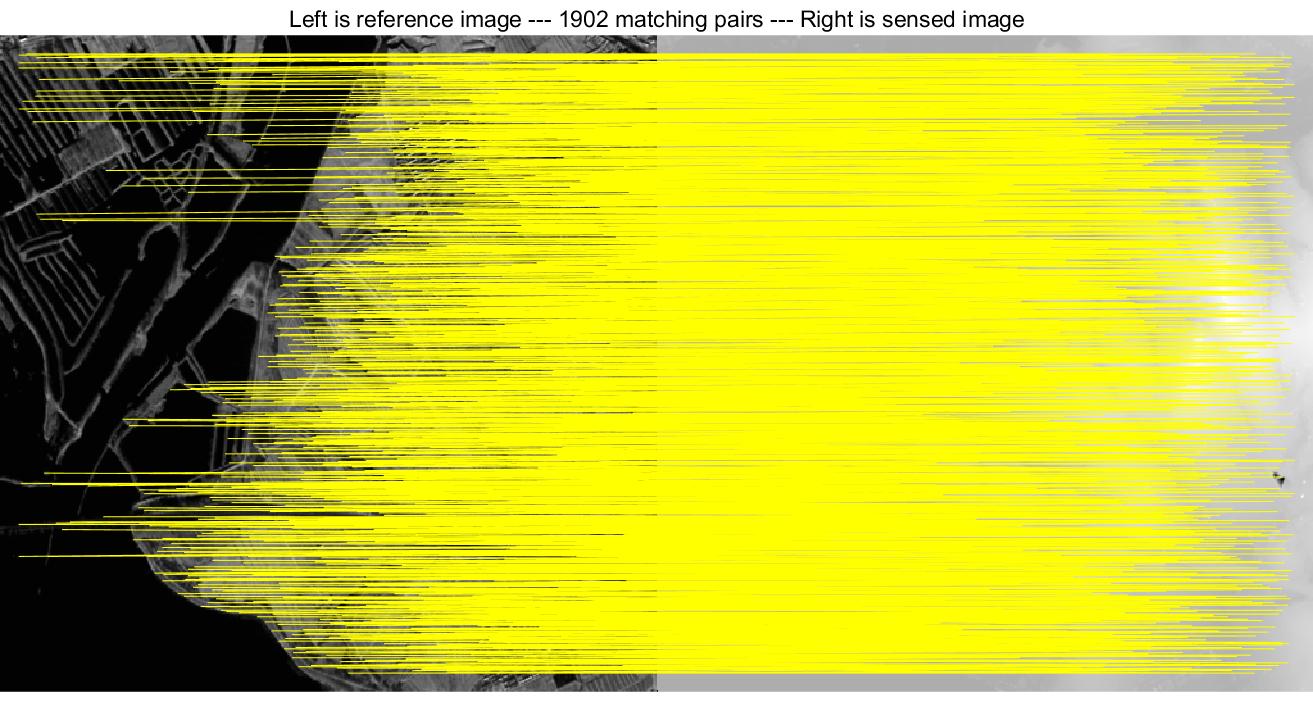 Left is reference image --- 1902 matching pairs --- Right is sensed image